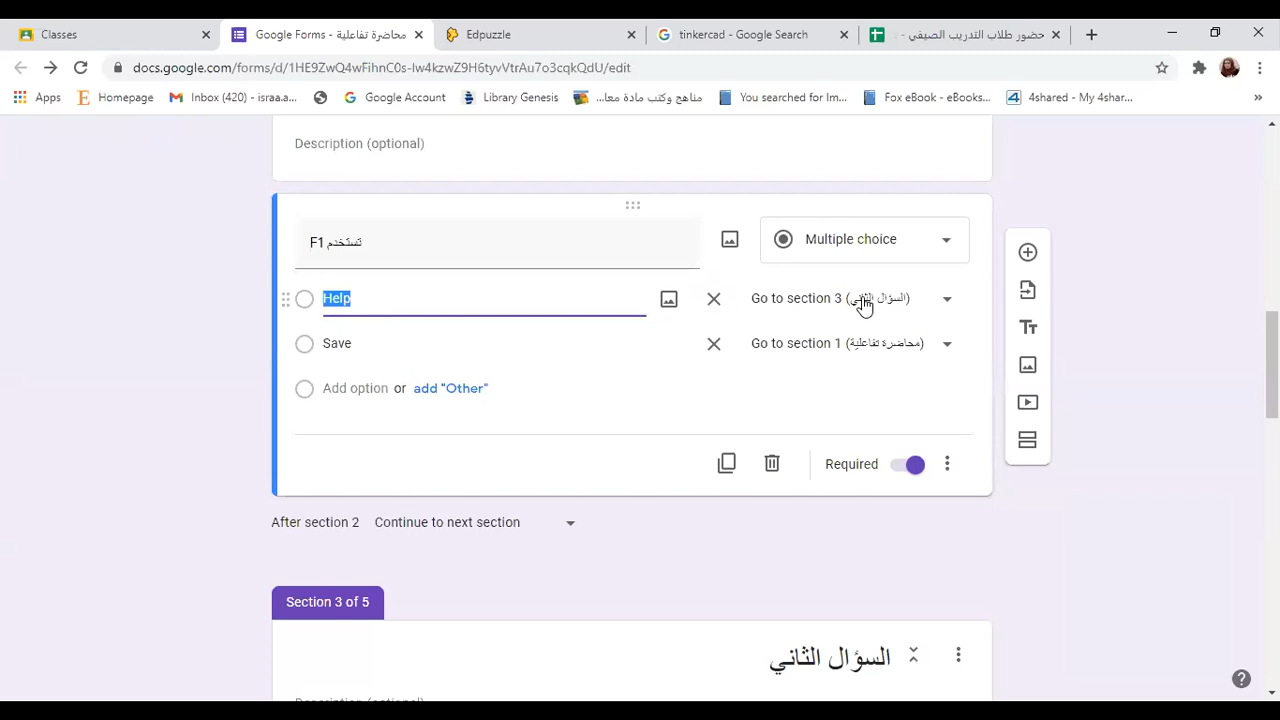 Classes
محاضرة تفاعلية - Google Forms
Edpuzzle
tinkercad - Google Search
حضور طلاب التدريب الصيفي -
docs.google.com/forms/d/1HE9ZwQ4wFihnC0s-lw4kzwZ9H6tyvVtrAu7o3cqkQdU/edit
Apps
Homepage
Inbox (420) - israa.a...
Google Account
Library Genesis
مناهج وكتب مادة معا...
You searched for Im...
Fox eBook - eBooks...
4shared - My 4shar...
Description (optional)
F1 تستخدم
Multiple choice
Help
Go to section 3 (السؤال الثاني)
Save
Go to section 1 (محاضرة تفاعلية)
Add option or add "Other"
Required
After section 2 Continue to next section
Section 3 of 5
السؤال الثاني
Description (optional)